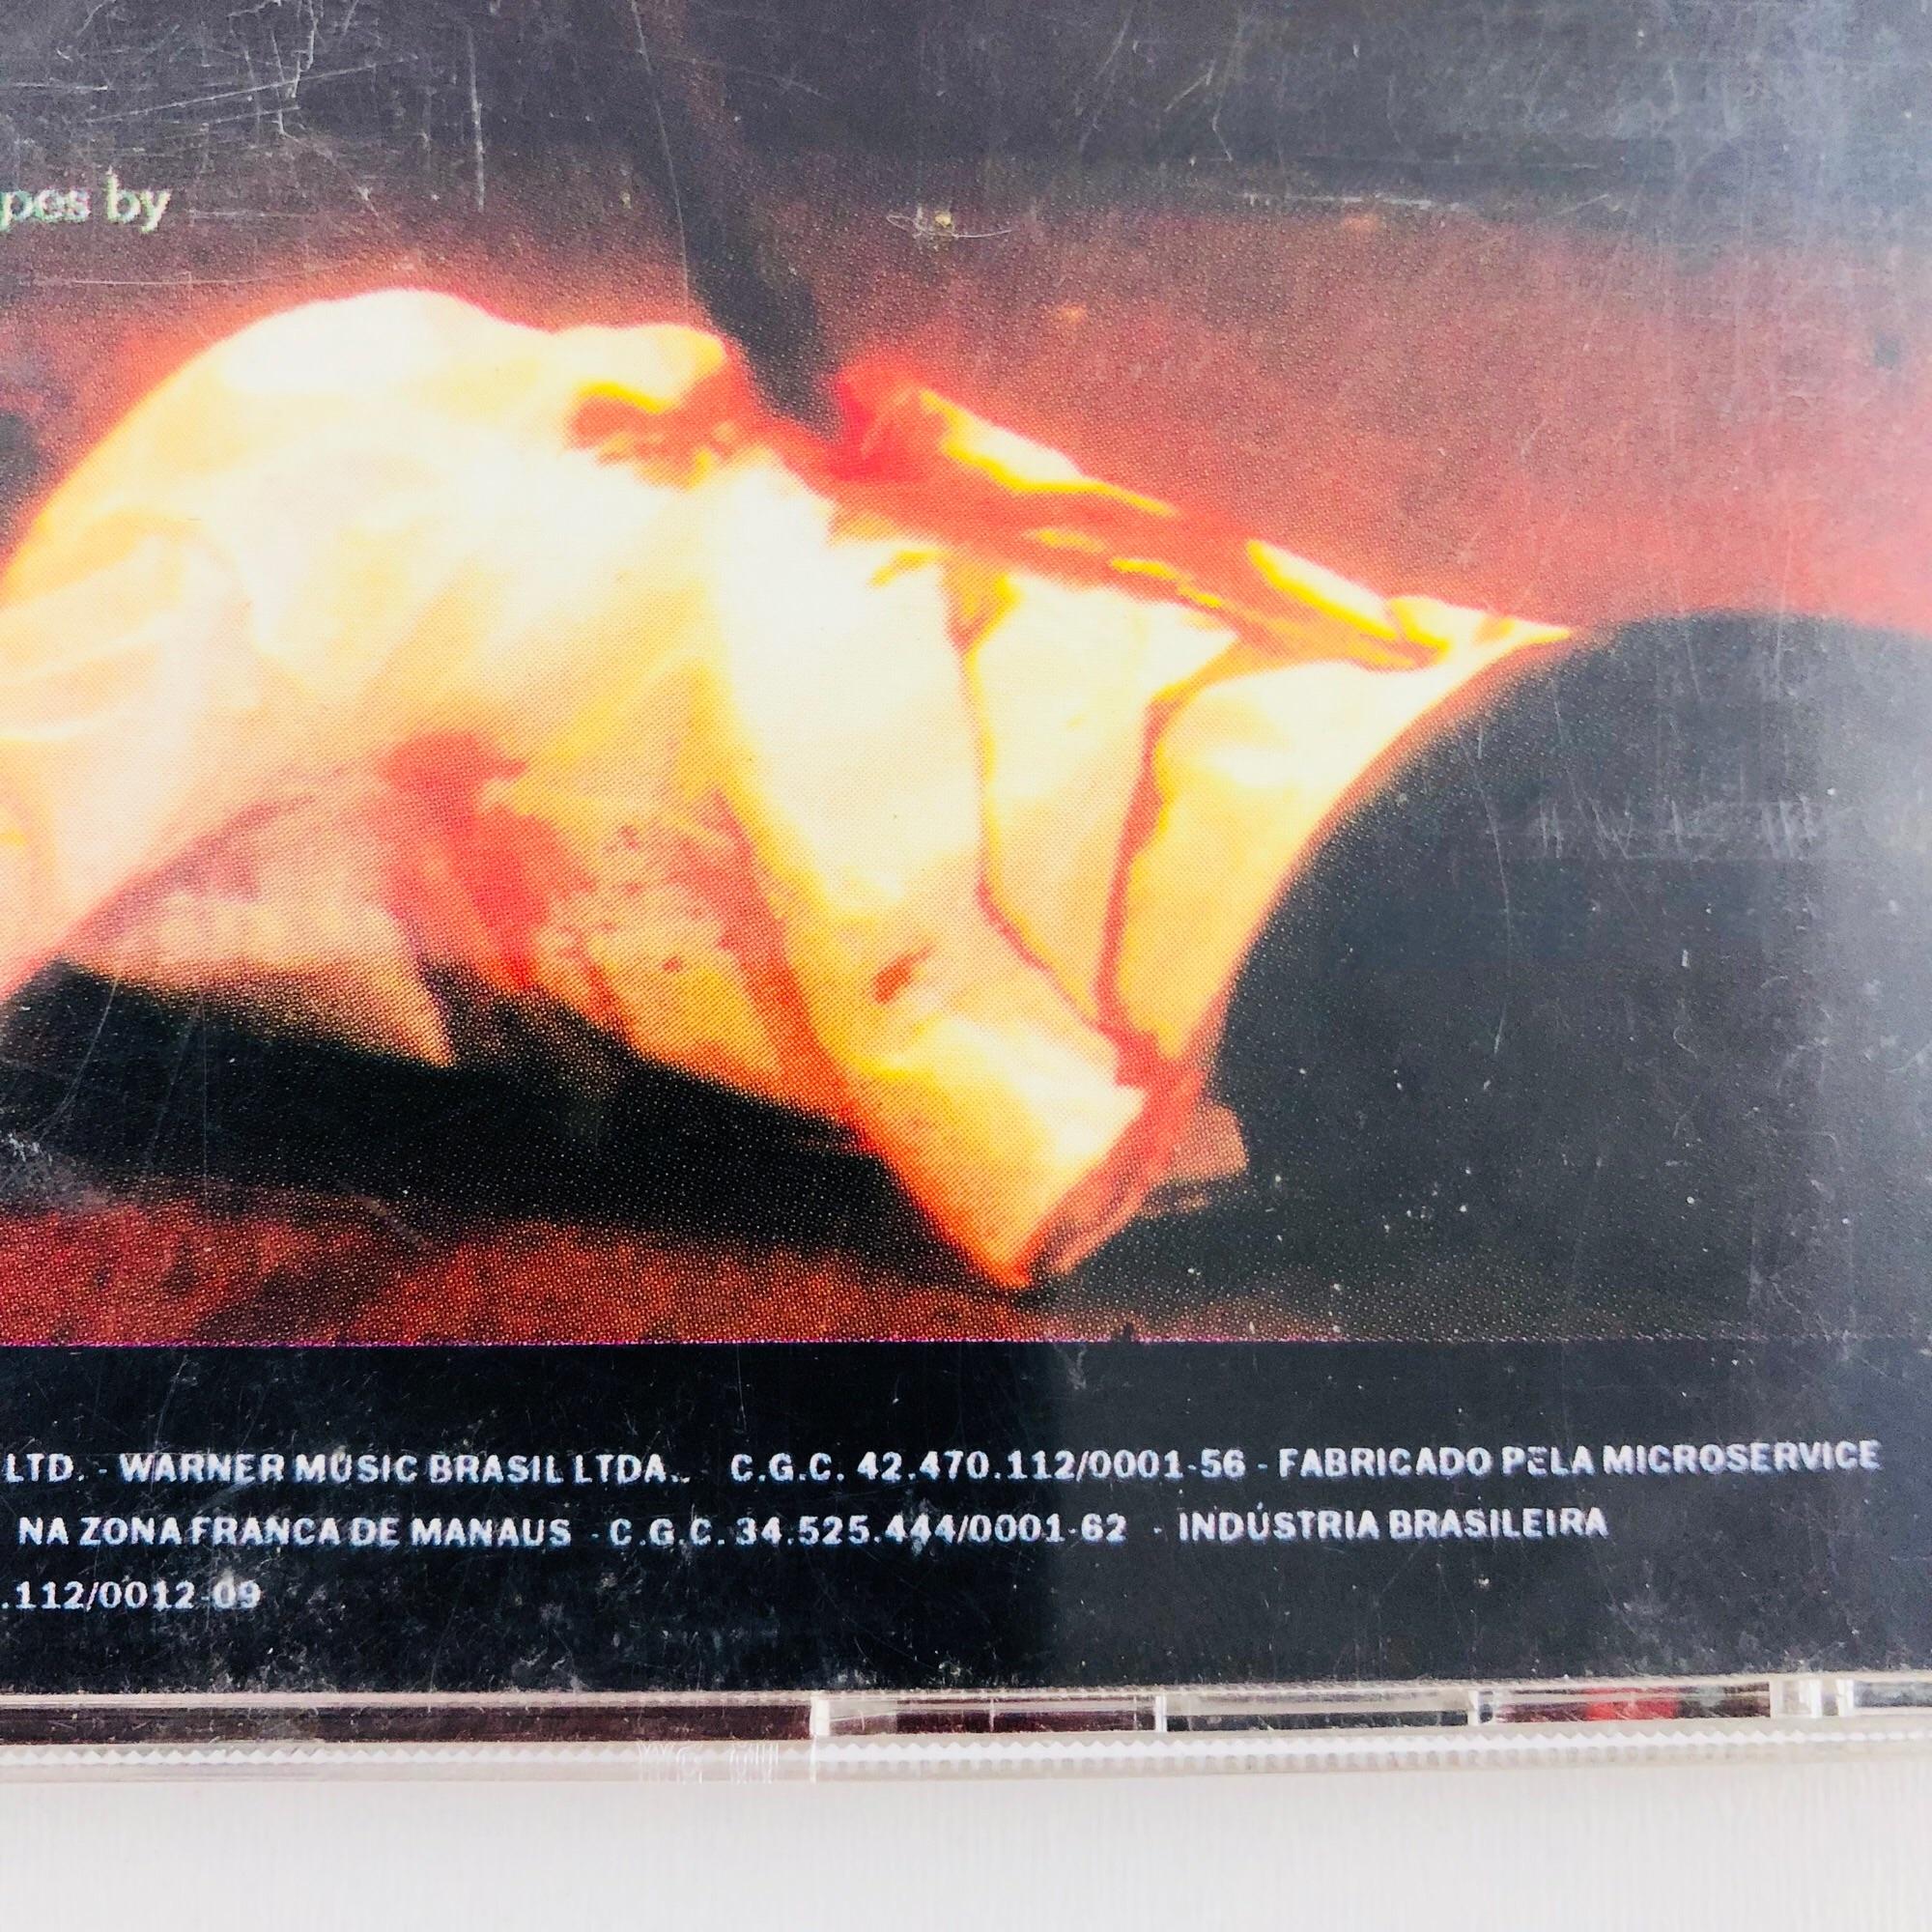 by
LTD. - WARNER MUSIC BRASIL LTDA.. C.G.C. 42.470.112/0001-56 - FABRICADO PELA MICROSERVICE
NA ZONA FRANCA DE MANAUS - C.G.C. 34.525.444/0001-62 - INDÚSTRIA BRASILEIRA
.112/0012-09